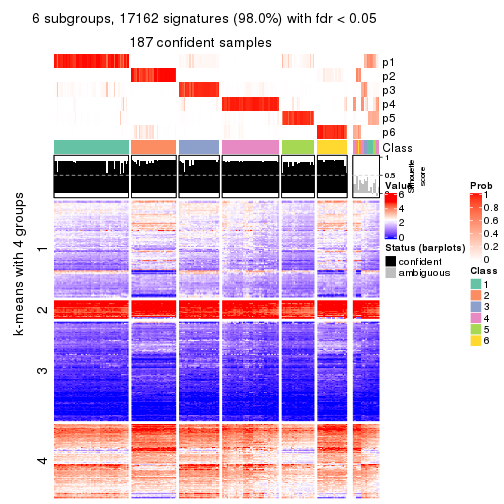 6 subgroups, 17162 signatures (98.0%) with fdr < 0.05
187 confident samples
p1
p2
p3
p4
p5
p6
Class
1
0.5
0
Silhouette
score
k-means with 4 groups
1
2
3
4
Value
6
4
2
0
Status (barplots)
confident
ambiguous
Prob
1
0.8
0.6
0.4
0.2
0
Class
1
2
3
4
5
6